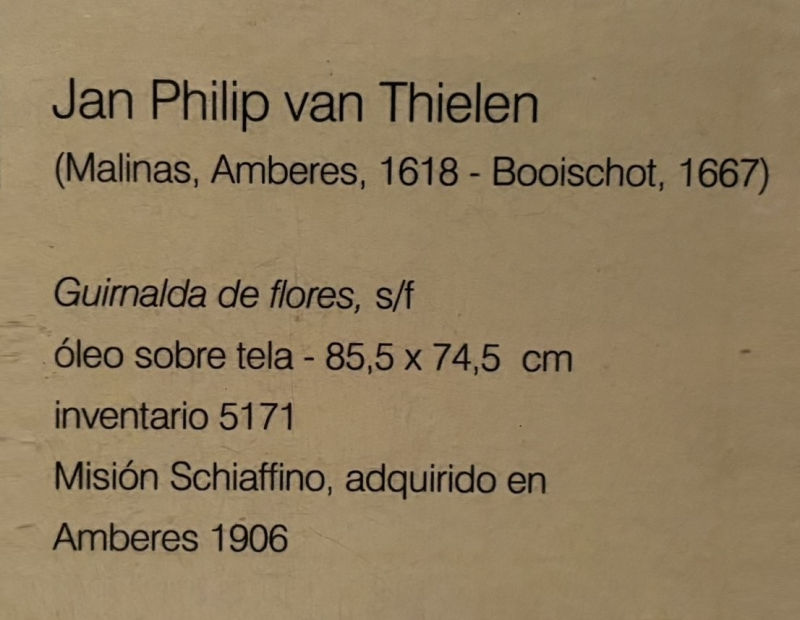 Jan Philip van Thielen
(Malinas, Amberes, 1618 - Booischot, 1667)
Guirnalda de flores, s/f
óleo sobre tela - 85,5 x 74,5 cm
inventario 5171
Misión Schiaffino, adquirido en
Amberes 1906